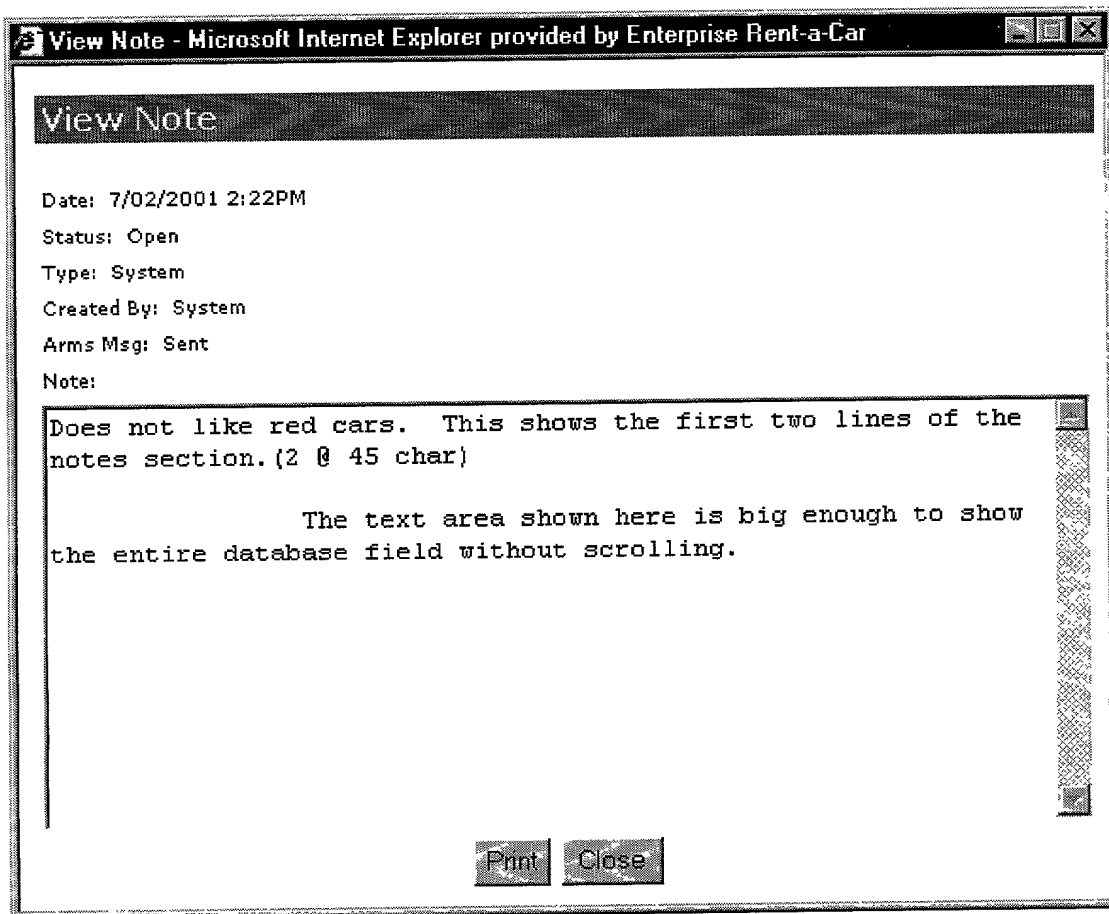 View Note - Microsoft Internet Explorer provided by Enterprise Rent-a-Car
View Note
Date: 7/02/2001 2:22PM
Status: Open
Type: System
Created By: System
Arms Msg: Sent
Note:
Does not like red cars.  This shows the first two lines of the
notes section.(2 @ 45 char)
The text area shown here is big enough to show
the entire database field without scrolling.
Print Close